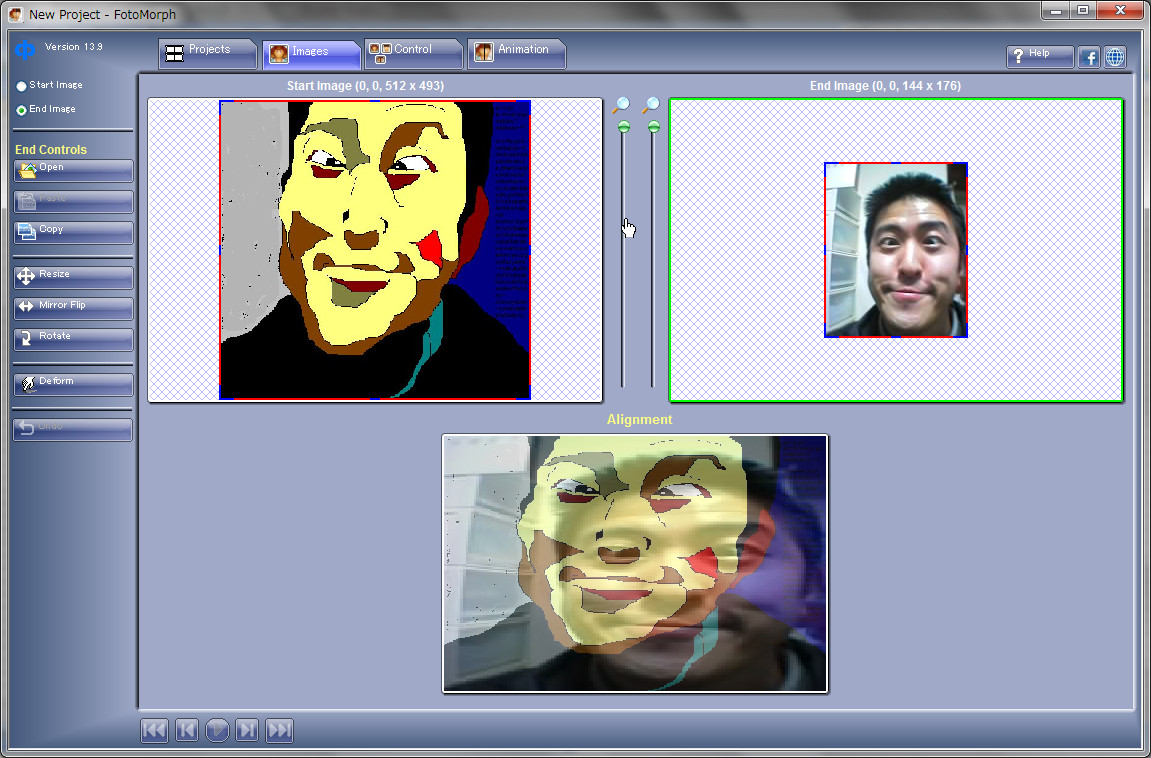 New Project - FotoMorph
Version 13.9
Projects
Images
Control
Animation
Help
Start Image
End Image
End Controls
Open
Paste
Copy
Resize
Mirror Flip
Rotate
Deform
Undo
Start Image (0, 0, 512 x 493)
End Image (0, 0, 144 x 176)
Alignment